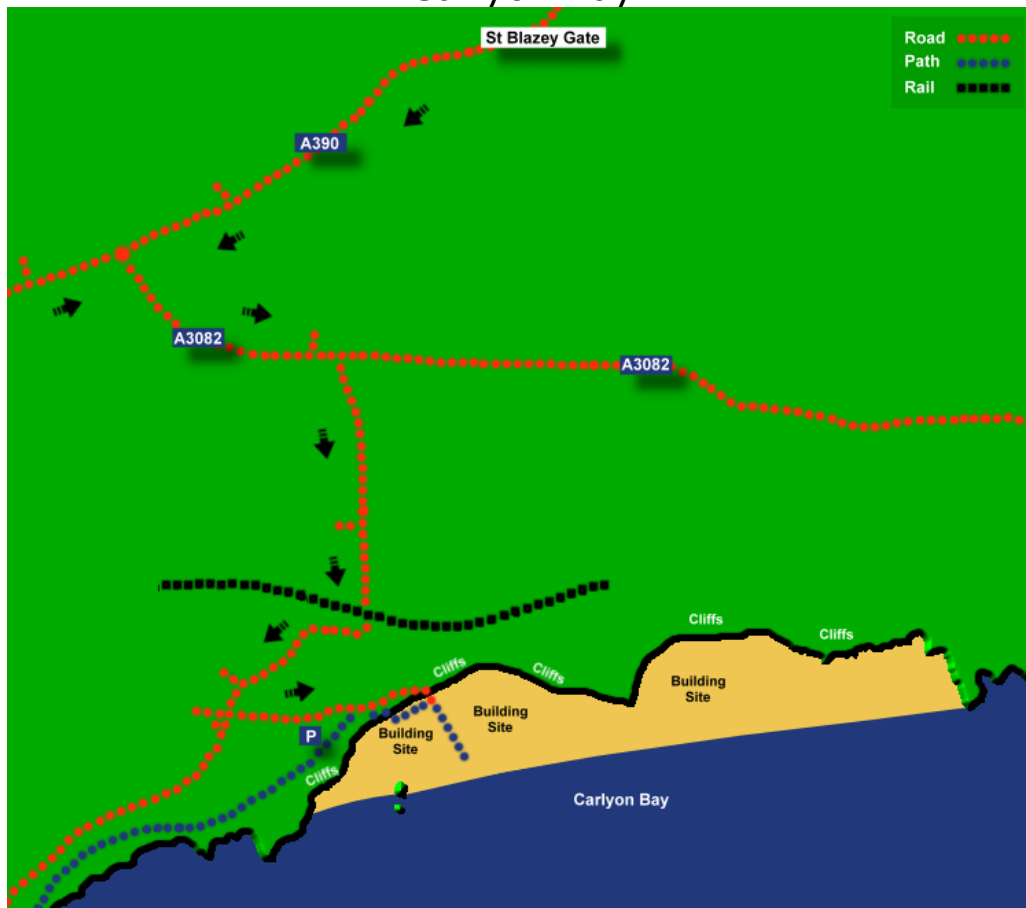 St Blazey Gate
Road
Path
Rail
A390
A3082
A3082
Cliffs
Cliffs
Cliffs
Cliffs
Building
Site
Building
Site
Building
Site
P
Cliffs
Carlyon Bay